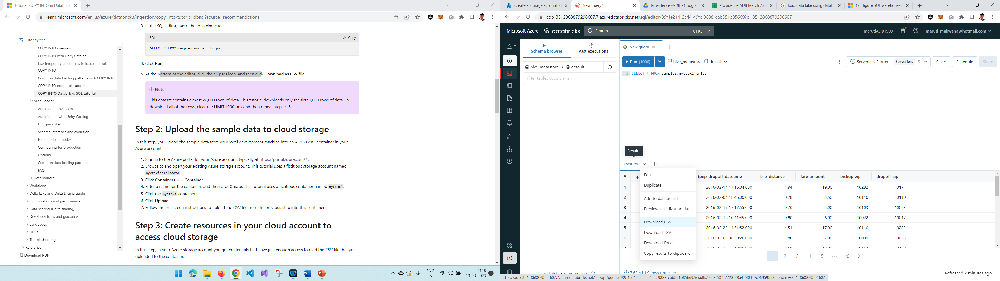 Tutorial: COPY INTO in Databrick
learn.microsoft.com/en-us/azure/databricks/ingestion/copy-into/tutorial-dbsql?source=recommendations
Filter by title
COPY INTO overview
COPY INTO with Unity Catalog
Use temporary credentials to load data with
COPY INTO
Common data loading patterns with COPY INTO
COPY INTO notebook tutorial
COPY INTO Databricks SQL tutorial
Auto Loader
Auto Loader overview
Auto Loader with Unity Catalog
DLT quick start
Schema inference and evolution
File detection modes
Configuring for production
Options
Common data loading patterns
FAQ
Data sources
Workflows
Delta Lake and Delta Engine guide
Optimizations and performance
Data sharing (Delta sharing)
Developer tools and guidance
Languages
UDFs
Troubleshooting
Reference
Download PDF
3. In the SQL editor, paste the following code:
SQL
Copy
SELECT * FROM samples.nyctaxi.trips
4. Click Run.
5. At the bottom of the editor, click the ellipses icon, and then click Download as CSV file.
Note
This dataset contains almost 22,000 rows of data. This tutorial downloads only the first 1,000 rows of data. To
download all of the rows, clear the LIMIT 1000 box and then repeat steps 4-5.
Step 2: Upload the sample data to cloud storage
In this step, you upload the sample data from your local development machine into an ADLS Gen2 container in your
Azure account.
1. Sign in to the Azure portal for your Azure account, typically at https://portal.azure.com .
2. Browse to and open your existing Azure storage account. This tutorial uses a fictitious storage account named
nyctaxisampledata.
3. Click Containers > + Container.
4. Enter a name for the container, and then click Create. This tutorial uses a fictitious container named nyctaxi.
5. Click the nyctaxi container.
6. Click Upload.
7. Follow the on-screen instructions to upload the CSV file from the previous step into this container.
Step 3: Create resources in your cloud account to
access cloud storage
In this step, in your Azure storage account you get credentials that have just enough access to read the CSV file that you
uploaded to the container.
ENG
IN
11:18
19-03-2023
21
Create a storage account -
New query*
Providence -ADB - Google
Providence ADB March 23 -
load data lake using databr
Configure SQL warehouses
adb-3512868879296607.7.azuredatabricks.net/sql/editor/39f1e214-2a44-49fc-9838-cab551b85669?o=3512868879296607
Microsoft Azure
databricks
Search
CTRL + P
martiADB1999
maruti_makwana@hotmail.com
S
Schema browser
Past executions
New query
Run (1000)
hive_metastore . default
Serverless Starter...
Serverless
S
Save*
Schedule
Share
hive_metastore > default
Filter tables & columns...
1 SELECT * FROM samples.nyctaxi.trips
Results
Results
Edit
Duplicate
Add to dashboard
Preview visualization data
Download CSV
Download TSV
Download Excel
Copy results to clipboard
# tp tpep_dropoff_datetime trip_distance fare_amount pickup_zip dropoff_zip
1 2016-02-14 17:16:04.000 4.94 19.00 10282 10171
2 2016-02-04 18:46:00.000 0.28 3.50 10110 10110
3 2016-02-17 17:17:55.000 0.70 5.00 10103 10023
4 2016-02-18 10:41:45.000 0.80 6.00 10022 10017
5 2016-02-22 14:31:52.000 4.51 17.00 10110 10282
6 2016-02-05 06:50:26.000 1.80 7.00 10009 10065
7 2016-02-15 15:18:45.000 2.58 12.00 10153 10199
1 2 3 4 5 ••• 40
1/3
Last fetch: 3 minutes ago
7.63 s | 1K rows returned
Refreshed 2 minutes ago
https://adb-3512868879296607.7.azuredatabricks.net/sql/api/queries/39f1e214-2a44-49fc-9838-cab551b85669/results/9c63f537-7728-48a4-9f01-9c96959553aa.csv?o=3512868879296607